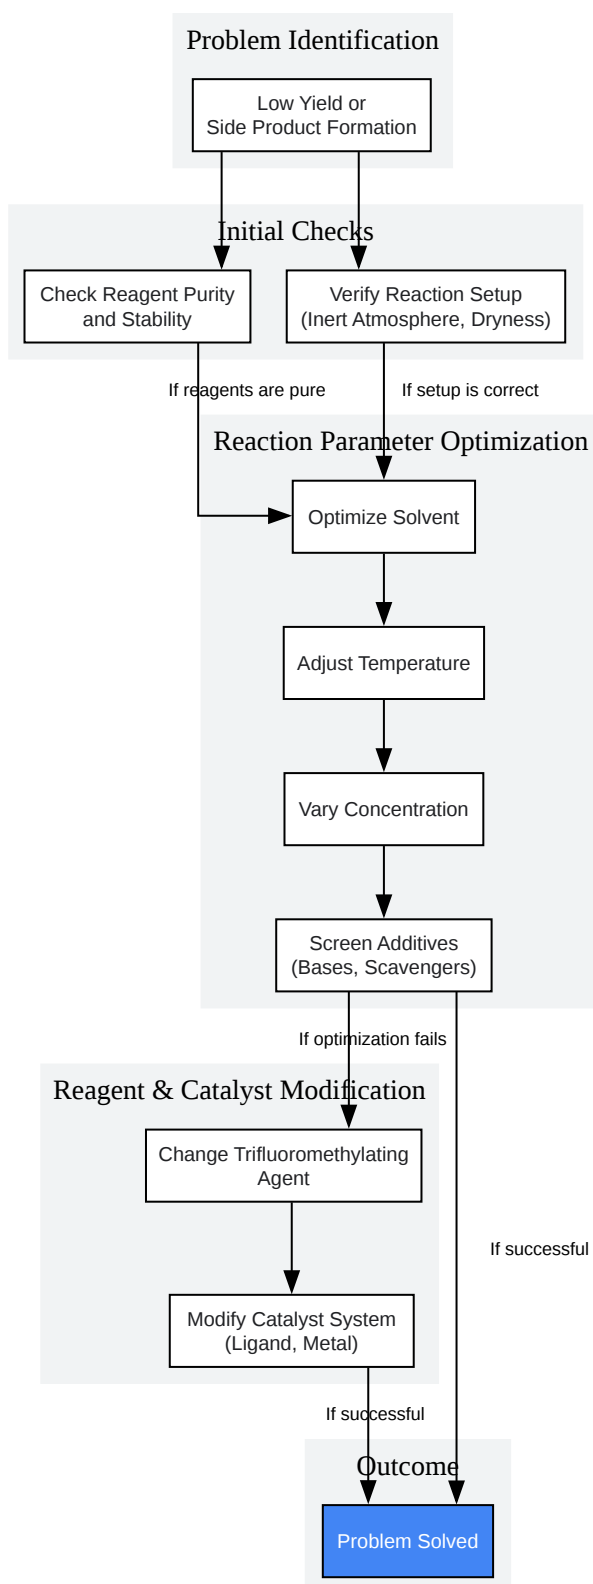 Problem Identification
Low Yield or
Side Product Formation
Initial Checks
Check Reagent Purity
and Stability
Verify Reaction Setup
(Inert Atmosphere, Dryness)
If reagents are pure
If setup is correct
Reaction Parameter Optimization
Optimize Solvent
Adjust Temperature
Vary Concentration
Screen Additives
(Bases, Scavengers)
If optimization fails
Reagent & Catalyst Modification
Change Trifluoromethylating
Agent
If successful
Modify Catalyst System
(Ligand, Metal)
If successful
Outcome
Problem Solved